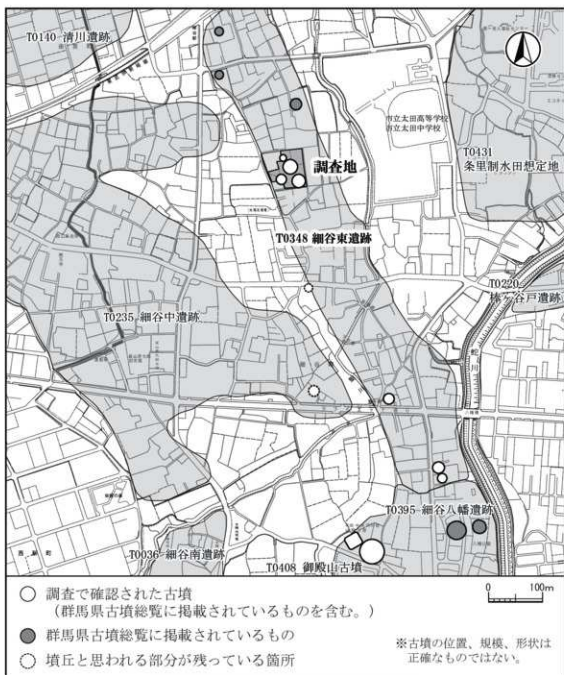 T0140 清川遺跡
市立太田高等学校
市立太田中学校
T0431
条里制水田想定地
調査地
T0348 細谷東遺跡
T0220
T0235 細谷中遺跡
蛇川
T0395 細谷八幡遺跡
T0036 細谷南遺跡
T0408 御殿山古墳
調査で確認された古墳
(群馬県古墳総覧に掲載されているものを含む。)
群馬県古墳総覧に掲載されているもの
墳丘と思われる部分が残っている箇所
0 100m
※古墳の位置、規模、形状は
正確なものではない。